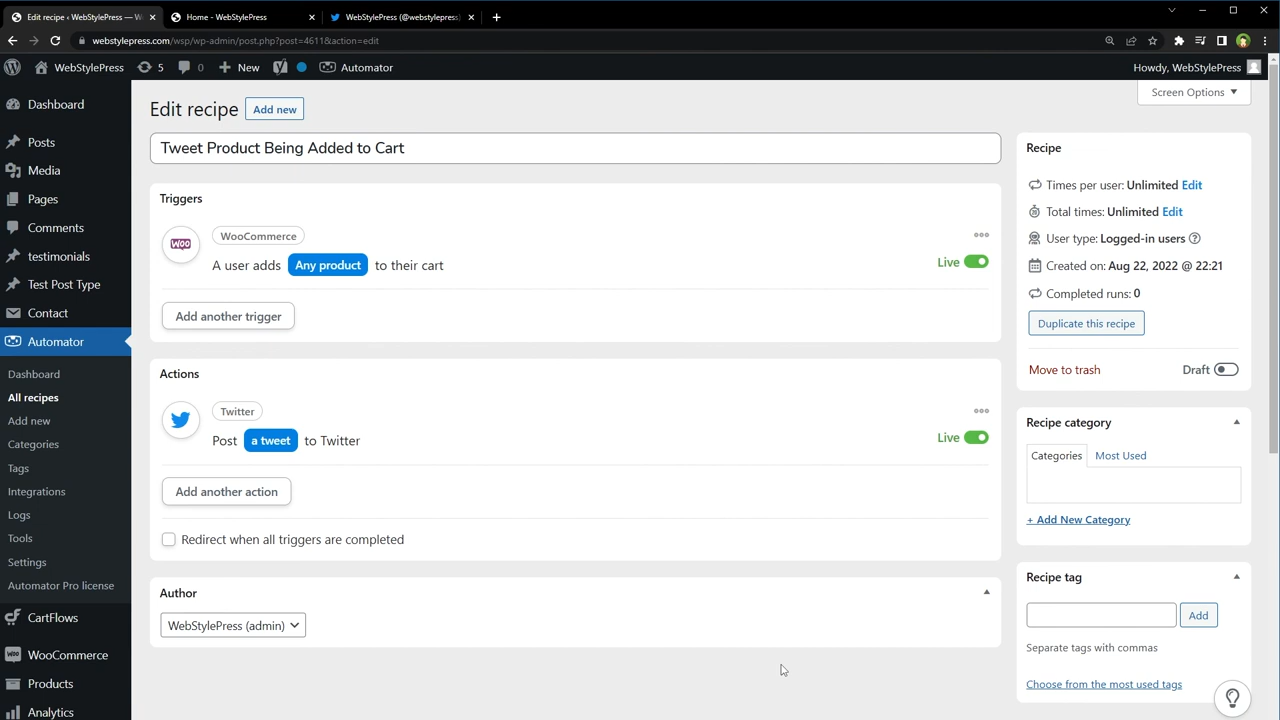 Edit recipe ‹ WebStylePress — W
Home - WebStylePress
WebStylePress (@webstylepress)
webstylepress.com/wsp/wp-admin/post.php?post=4611&action=edit
WebStylePress
5
0
New
Automator
Howdy, WebStylePress
Screen Options
Dashboard
Posts
Media
Pages
Comments
testimonials
Test Post Type
Contact
Automator
Dashboard
All recipes
Add new
Categories
Tags
Integrations
Logs
Tools
Settings
Automator Pro license
CartFlows
WooCommerce
Products
Analytics
Edit recipe
Add new
Tweet Product Being Added to Cart
Triggers
Woo
WooCommerce
A user adds Any product to their cart
Live
Add another trigger
Actions
Twitter
Post a tweet to Twitter
Live
Add another action
Redirect when all triggers are completed
Author
WebStylePress (admin)
Recipe
Times per user: Unlimited Edit
Total times: Unlimited Edit
User type: Logged-in users
Created on: Aug 22, 2022 @ 22:21
Completed runs: 0
Duplicate this recipe
Move to trash
Draft
Recipe category
Categories
Most Used
+ Add New Category
Recipe tag
Add
Separate tags with commas
Choose from the most used tags